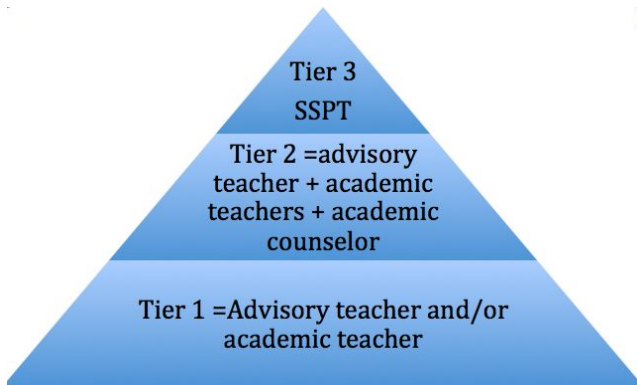 Tier 3
SSPT
Tier 2 =advisory
teacher + academic
teachers + academic
counselor
Tier 1 =Advisory teacher and/or
academic teacher